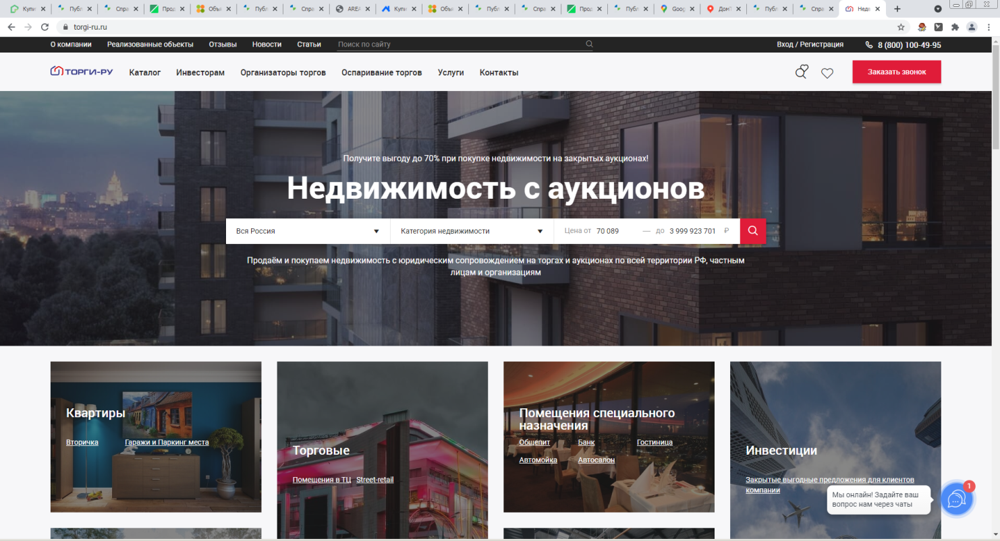 Купи
Публ
Спра
Прод
Объя
Публ
Спра
AREA
Купи
Объя
Публ
Спра
Прод
Публ
Goog
ДомТ
Публ
Спра
Недв
torgi-ru.ru
О компании Реализованные объекты Отзывы Новости Статьи Поиск по сайту Вход / Регистрация 8 (800) 100-49-95
ТОРГИ-РУ Каталог Инвесторам Организаторы торгов Оспаривание торгов Услуги Контакты Заказать звонок
Получите выгоду до 70% при покупке недвижимости на закрытых аукционах!
Недвижимость с аукционов
Вся Россия Категория недвижимости Цена от 70 089 — до 3 999 923 701 ₽
Продаём и покупаем недвижимость с юридическим сопровождением на торгах и аукционах по всей территории РФ, частным
лицам и организациям
Квартиры
Вторичка Гаражи и Паркинг места
Торговые
Помещения в ТЦ Street-retail
Помещения специального
назначения
Общепит Банк Гостиница
Автомойка Автосалон
Инвестиции
Закрытые выгодные предложения для клиентов
компании
Мы онлайн! Задайте ваш
вопрос нам через чаты
1